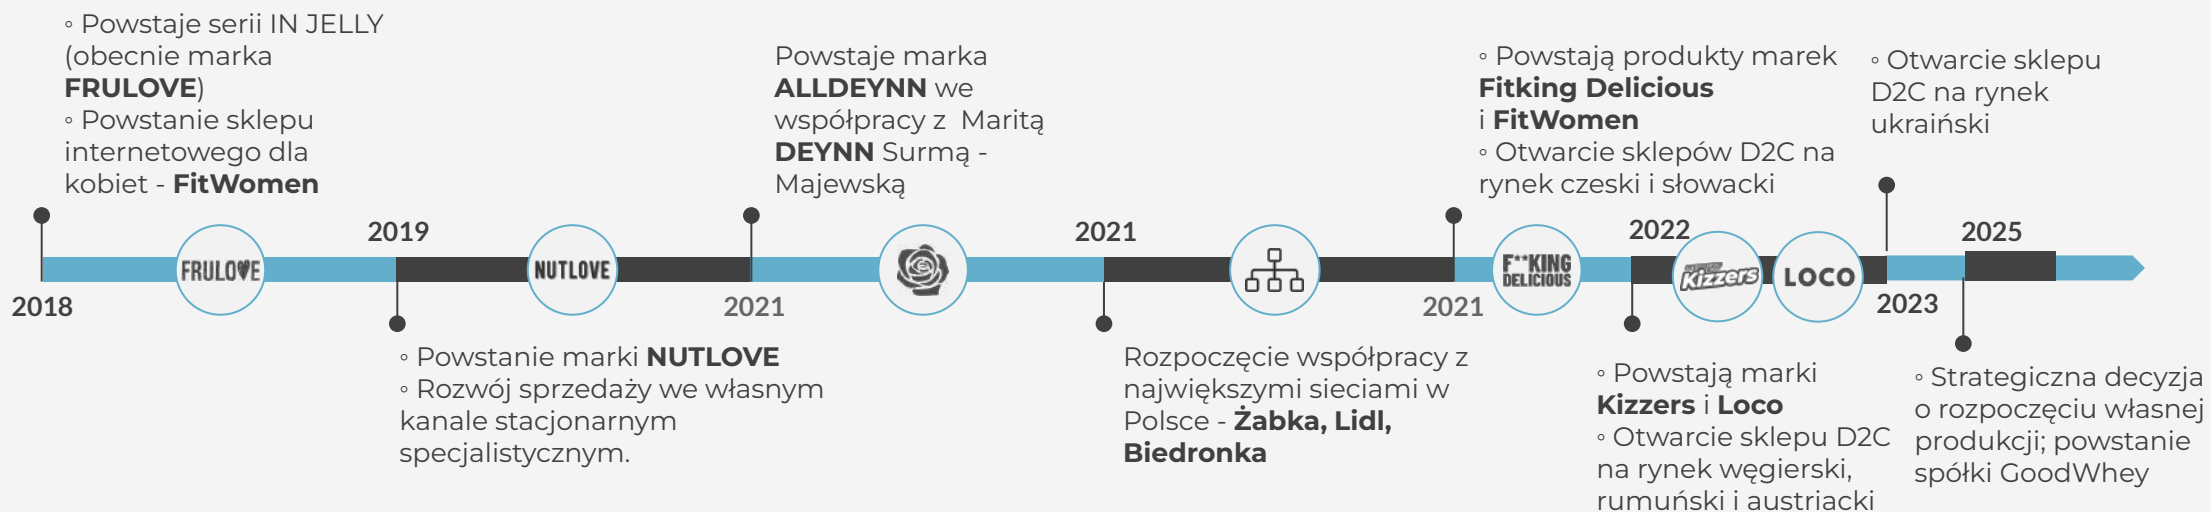 ◦ Powstaje serii IN JELLY
(obecnie marka
FRULOVE)
◦ Powstanie sklepu
internetowego dla
kobiet - FitWomen
Powstaje marka
ALLDEYNN we
współpracy z Maritą
DEYNN Surmą -
Majewską
◦ Powstają produkty marek
Fitking Delicious
i FitWomen
◦ Otwarcie sklepów D2C na
rynek czeski i słowacki
◦ Otwarcie sklepu
D2C na rynek
ukraiński
2018
FRULOVE
2019
NUTLOVE
2021
2021
2021
F**KING
DELICIOUS
2022
Kizzers
LOCO
2023
2025
◦ Powstanie marki NUTLOVE
◦ Rozwój sprzedaży we własnym
kanale stacjonarnym
specjalistycznym.
Rozpoczęcie współpracy z
największymi sieciami w
Polsce - Żabka, Lidl,
Biedronka
◦ Powstają marki
Kizzers i Loco
◦ Otwarcie sklepu D2C
na rynek węgierski,
rumuński i austriacki
◦ Strategiczna decyzja
o rozpoczęciu własnej
produkcji; powstanie
spółki GoodWhey